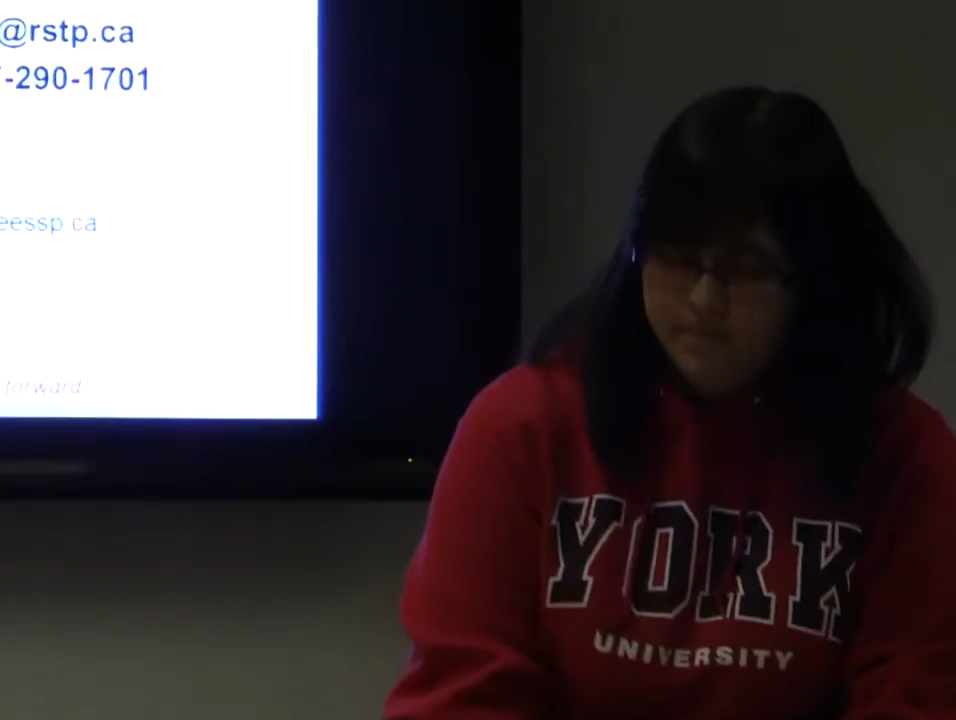 @rstp.ca
-290-1701
eessp.ca
forward!
YORK
UNIVERSITY